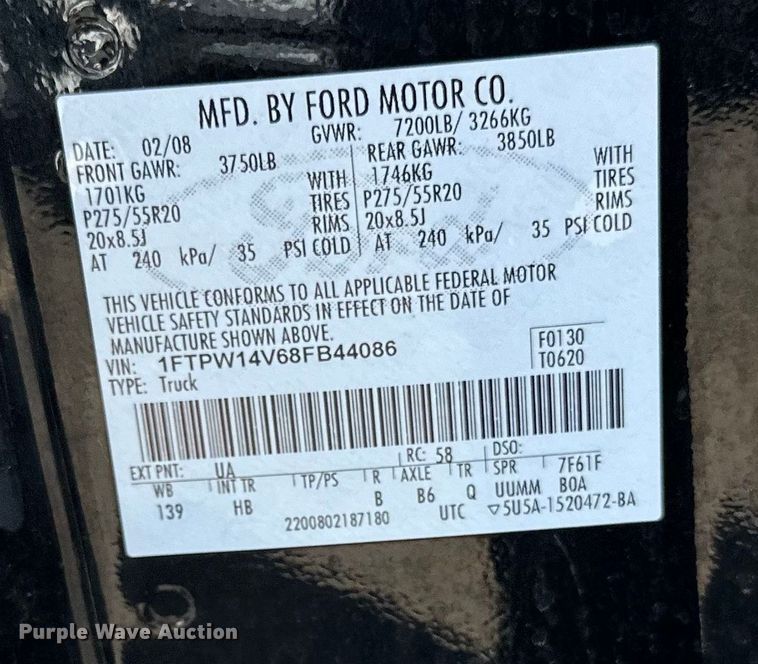 MFD. BY FORD MOTOR CO.
DATE: 02/08 GVWR: 7200LB/ 3266KG
FRONT GAWR: 3750LB REAR GAWR: 3850LB
1701KG WITH 1746KG WITH
P275/55R20 TIRES P275/55R20 TIRES
20x8.5J RIMS 20x8.5J RIMS
AT 240 kPa/ 35 PSI COLD AT 240 kPa/ 35 PSI COLD
THIS VEHICLE CONFORMS TO ALL APPLICABLE FEDERAL MOTOR
VEHICLE SAFETY STANDARDS IN EFFECT ON THE DATE OF
MANUFACTURE SHOWN ABOVE.
VIN: 1FTPW14V68FB44086 F0130
TYPE: Truck T0620
EXT PNT: UA RC: 58 DSO:
WB INT TR TP/PS R AXLE TR SPR 7F61F
139 HB B B6 Q UUMM BOA
2200802187180 UTC ▽5U5A-1520472-BA
Purple Wave Auction